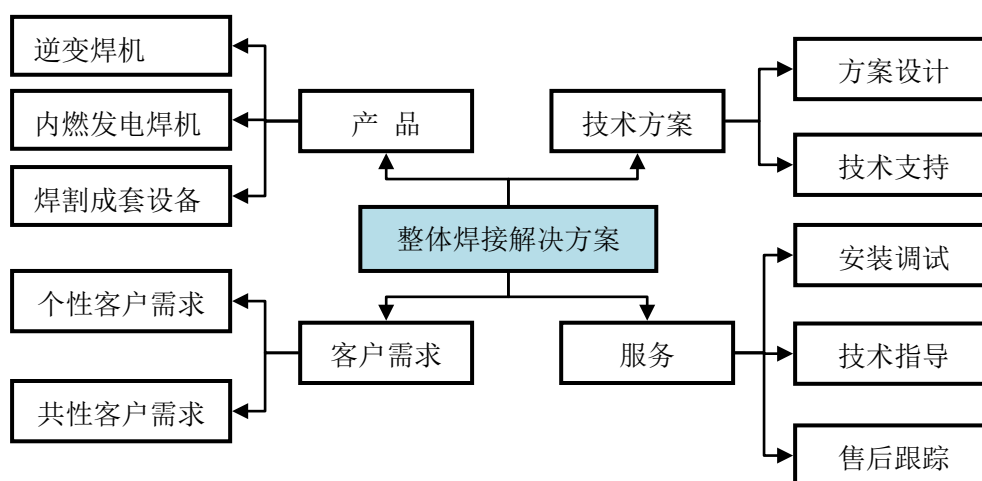 逆变焊机
内燃发电焊机
焊割成套设备
产 品
技术方案
方案设计
技术支持
整体焊接解决方案
个性客户需求
共性客户需求
客户需求
服务
安装调试
技术指导
售后跟踪